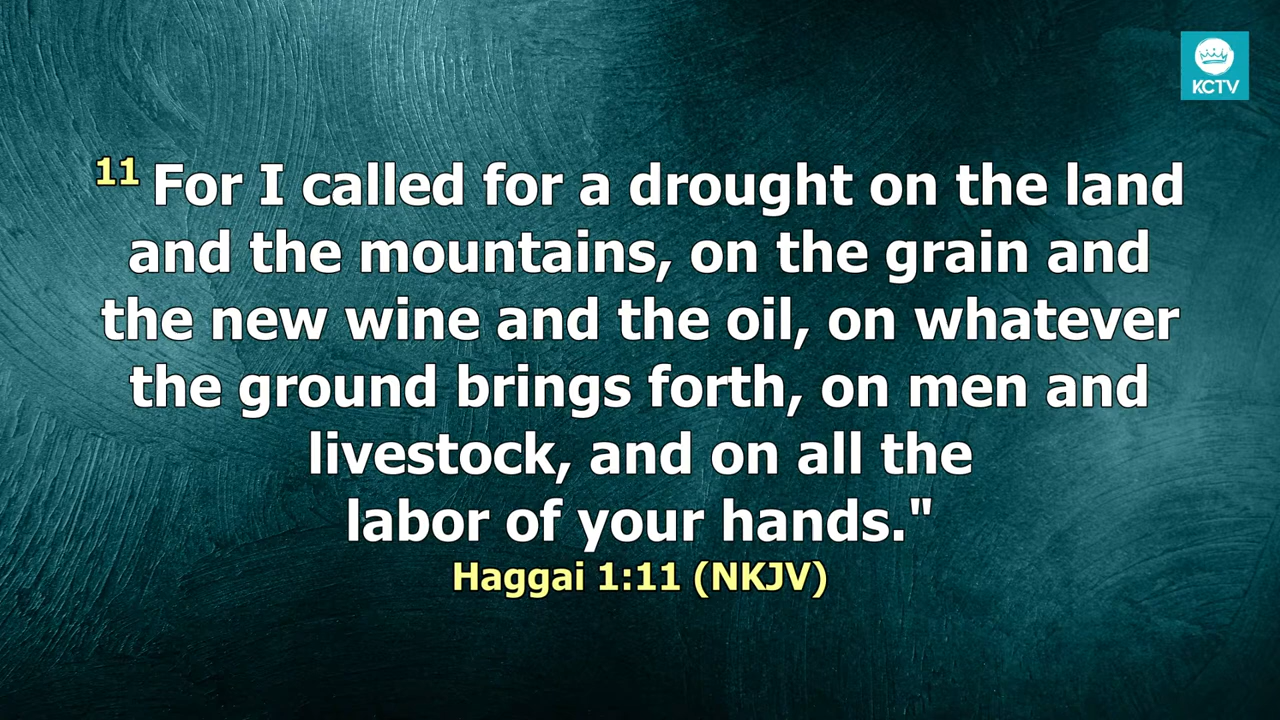 KCTV
11 For I called for a drought on the land
and the mountains, on the grain and
the new wine and the oil, on whatever
the ground brings forth, on men and
livestock, and on all the
labor of your hands."
Haggai 1:11 (NKJV)